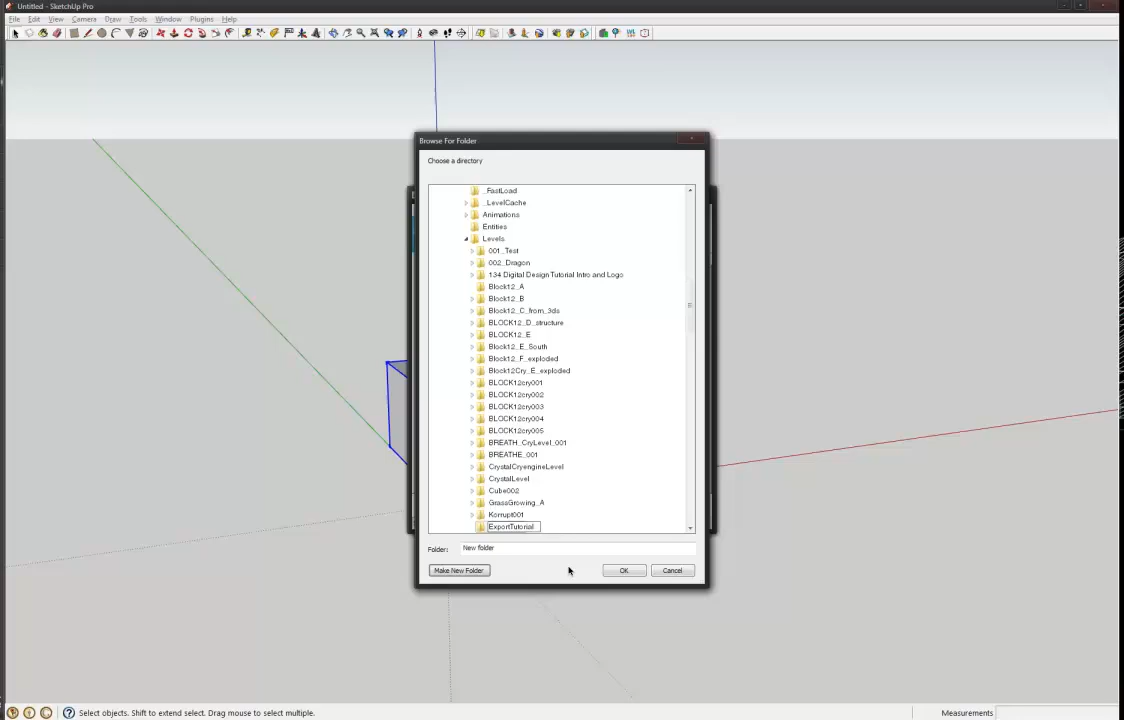 Untitled - SketchUp Pro
File Edit View Camera Draw Tools Window Plugins Help
Browse For Folder
Choose a directory
_FastLoad
_LevelCache
Animations
Entities
Levels
001_Test
002_Dragon
134 Digital Design Tutorial Intro and Logo
Block12_A
Block12_B
Block12_C_from_3ds
BLOCK12_D_structure
BLOCK12_E
Block12_E_South
Block12_F_exploded
Block12Cry_E_exploded
BLOCK12cry001
BLOCK12cry002
BLOCK12cry003
BLOCK12cry004
BLOCK12cry005
BREATH_CryLevel_001
BREATHE_001
CrystalCryengineLevel
CrystalLevel
Cube002
GrassGrowing_A
Korrupt001
ExportTutorial
Folder: New folder
Make New Folder OK Cancel
Select objects. Shift to extend select. Drag mouse to select multiple. Measurements